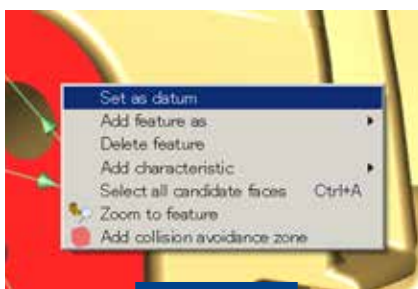 Set as datum
Add feature as
Delete feature
Add characteristic
Select all candidate faces Ctrl+A
Zoom to feature
Add collision avoidance zone